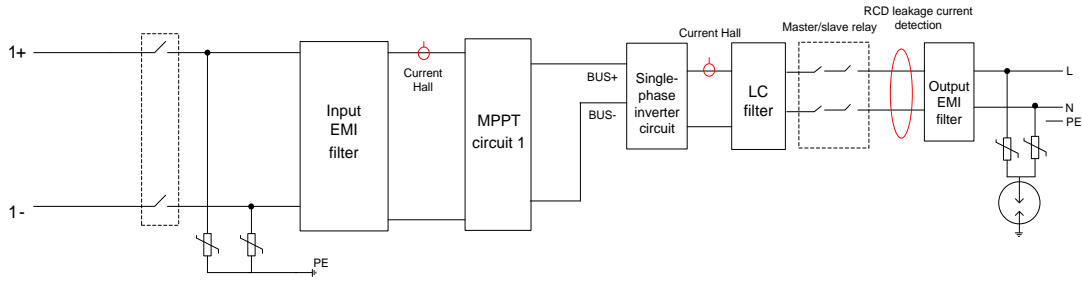 1+
1-
PE
Input
EMI
filter
Current
Hall
MPPT
circuit 1
BUS+
BUS-
Single-
phase
inverter
circuit
Current Hall
LC
filter
Master/slave relay
RCD leakage current
detection
Output
EMI
filter
L
N
PE